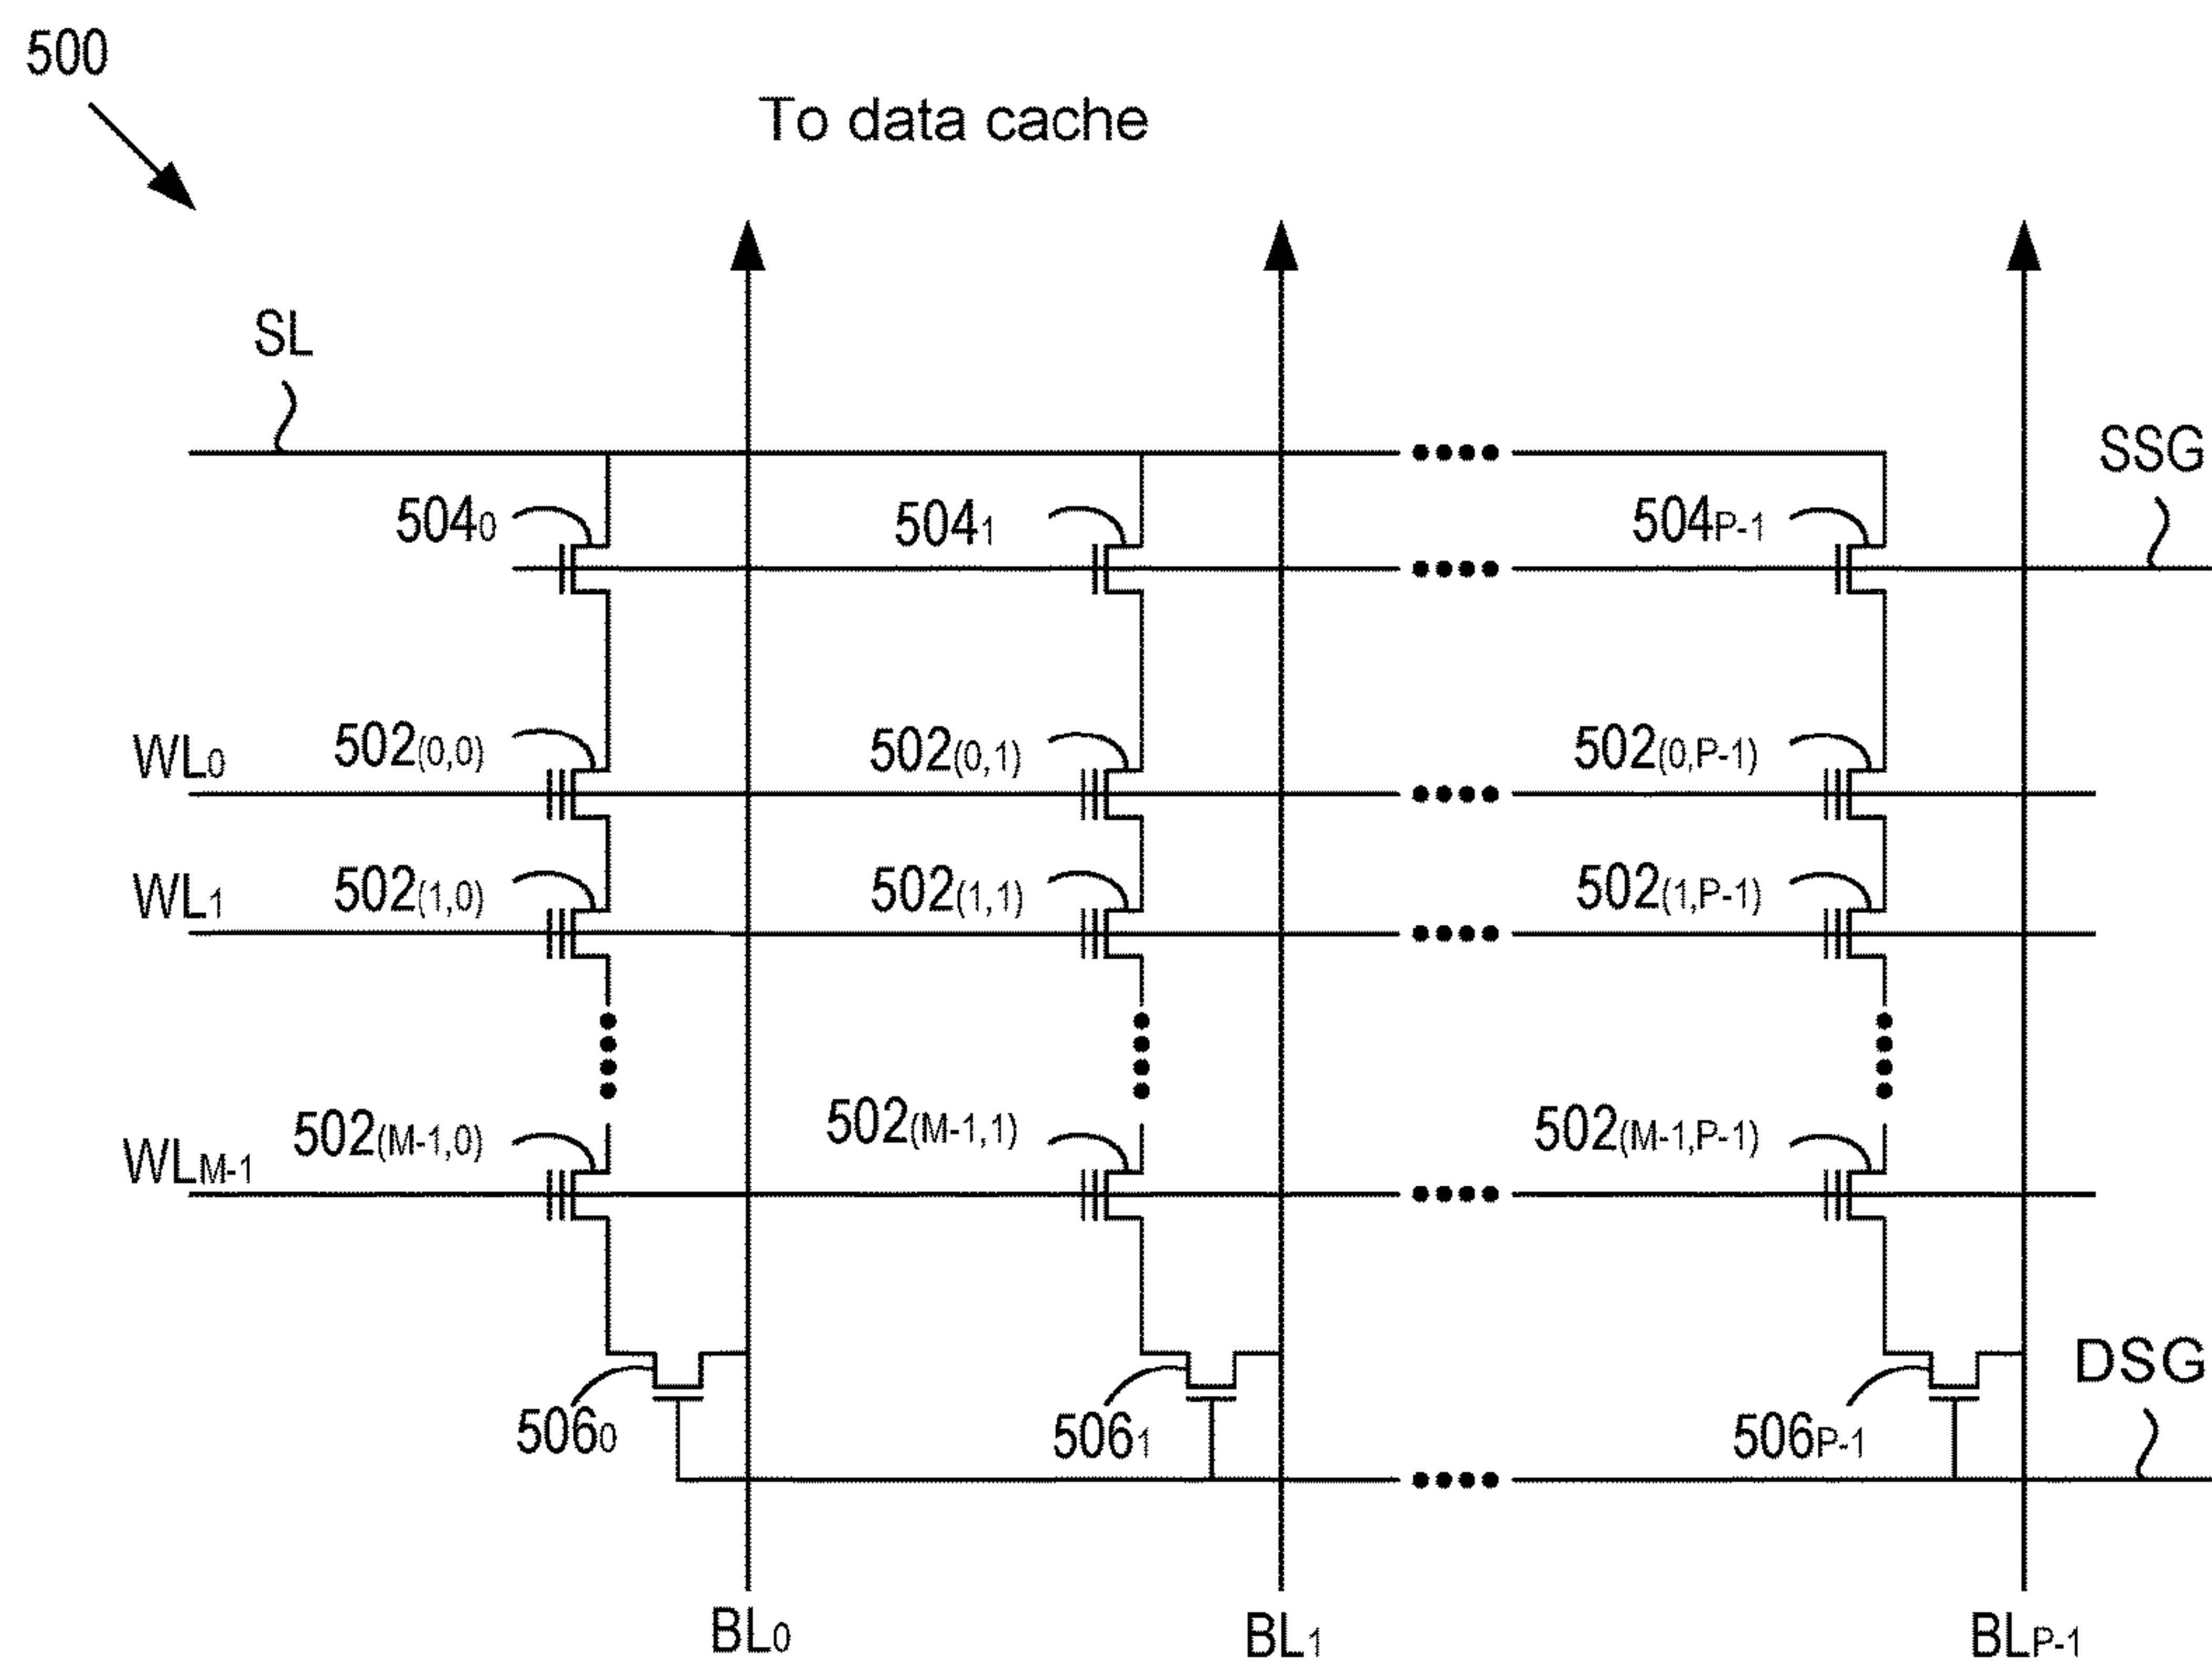 500
To data cache
SL
SSG
504₀ 504₁ 504P-1
WL₀ 502(0,0) 502(0,1) 502(0,P-1)
WL₁ 502(1,0) 502(1,1) 502(1,P-1)
WLM-1 502(M-1,0) 502(M-1,1) 502(M-1,P-1)
DSG
506₀ 506₁ 506P-1
BL₀ BL₁ BLP-1